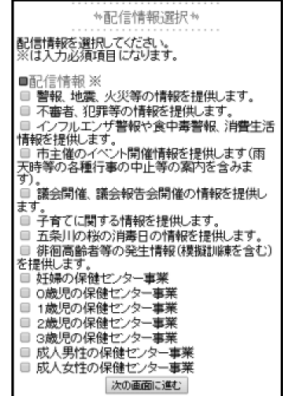 配信情報選択
配信情報を選択してください。
※は入力必須項目になります。
■配信情報 ※
警報、地震、火災等の情報を提供します。
不審者、犯罪等の情報を提供します。
インフルエンザ警報や食中毒警報、消費生活
情報を提供します。
市主催のイベント開催情報を提供します(雨
天時等の各種行事の中止等の案内を含みま
す)。
議会開催、議会報告会開催の情報を提供し
ます。
子育てに関する情報を提供します。
五条川の桜の消毒日の情報を提供します。
徘徊高齢者等の発生情報(模擬訓練を含む)
を提供します。
妊婦の保健センター事業
0歳児の保健センター事業
1歳児の保健センター事業
2歳児の保健センター事業
3歳児の保健センター事業
成人男性の保健センター事業
成人女性の保健センター事業
次の画面に進む